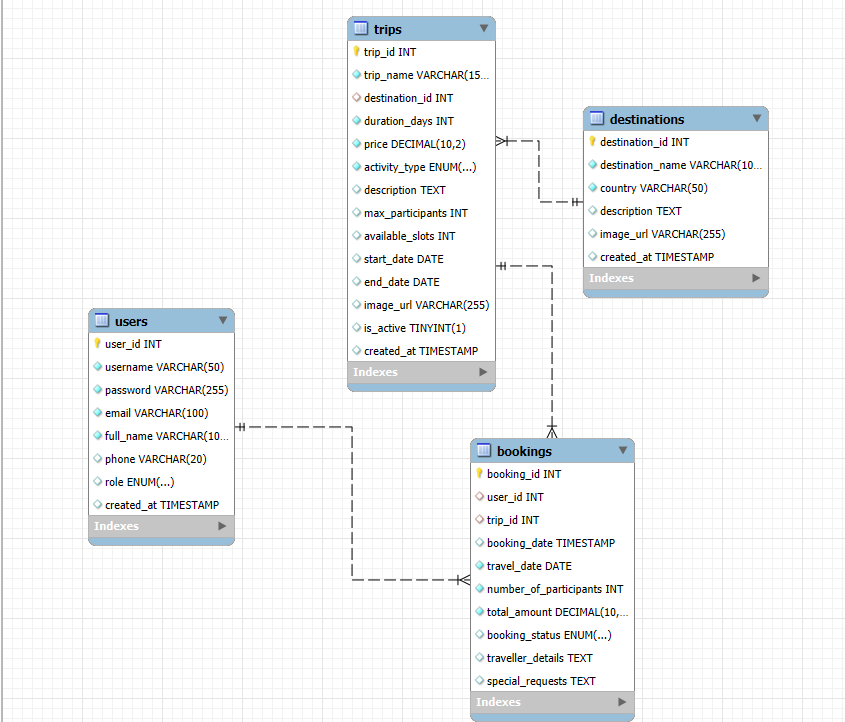 trips
trip_id INT
trip_name VARCHAR(15...
destination_id INT
duration_days INT
price DECIMAL(10,2)
activity_type ENUM(...)
description TEXT
max_participants INT
available_slots INT
start_date DATE
end_date DATE
image_url VARCHAR(255)
is_active TINYINT(1)
created_at TIMESTAMP
Indexes
destinations
destination_id INT
destination_name VARCHAR(10...
country VARCHAR(50)
description TEXT
image_url VARCHAR(255)
created_at TIMESTAMP
Indexes
users
user_id INT
username VARCHAR(50)
password VARCHAR(255)
email VARCHAR(100)
full_name VARCHAR(10...
phone VARCHAR(20)
role ENUM(...)
created_at TIMESTAMP
Indexes
bookings
booking_id INT
user_id INT
trip_id INT
booking_date TIMESTAMP
travel_date DATE
number_of_participants INT
total_amount DECIMAL(10,...
booking_status ENUM(...)
traveller_details TEXT
special_requests TEXT
Indexes